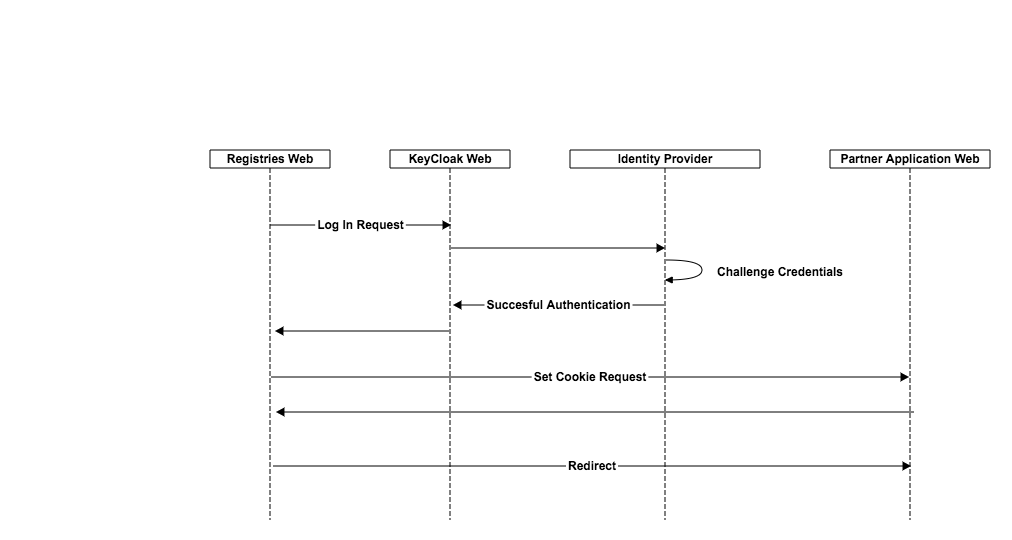 Registries Web
KeyCloak Web
Identity Provider
Partner Application Web
Log In Request
Challenge Credentials
Succesful Authentication
Set Cookie Request
Redirect